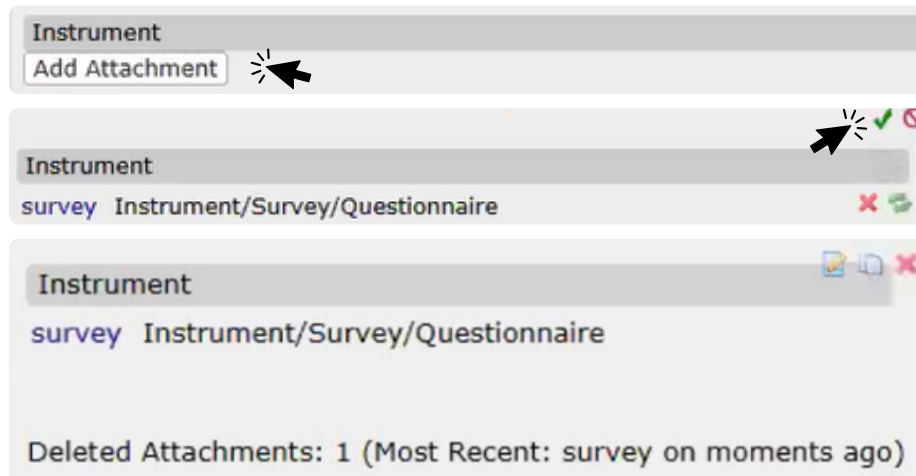 Instrument
Add Attachment
Instrument
survey Instrument/Survey/Questionnaire
Instrument
survey Instrument/Survey/Questionnaire
Deleted Attachments: 1 (Most Recent: survey on moments ago)